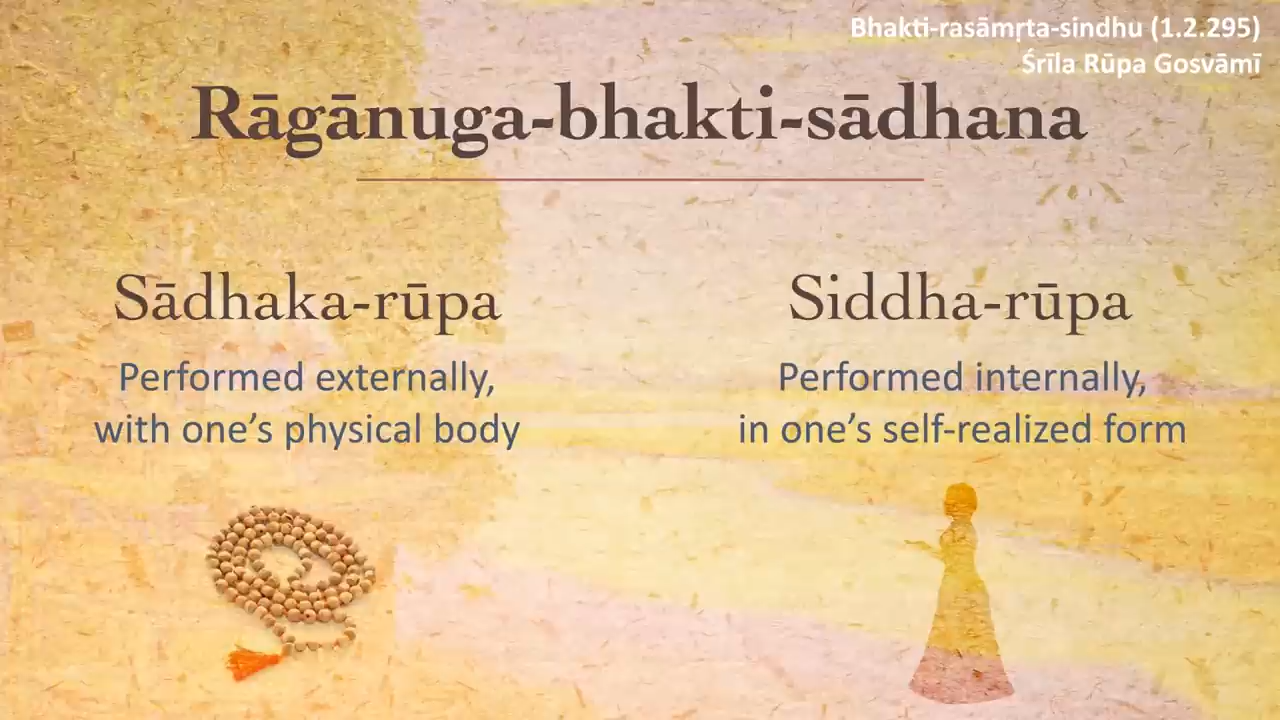 Bhakti-rasāmṛta-sindhu (1.2.295)
Śrīla Rūpa Gosvāmī
Rāgānuga-bhakti-sādhana
Sādhaka-rūpa
Performed externally,
with one’s physical body
Siddha-rūpa
Performed internally,
in one’s self-realized form